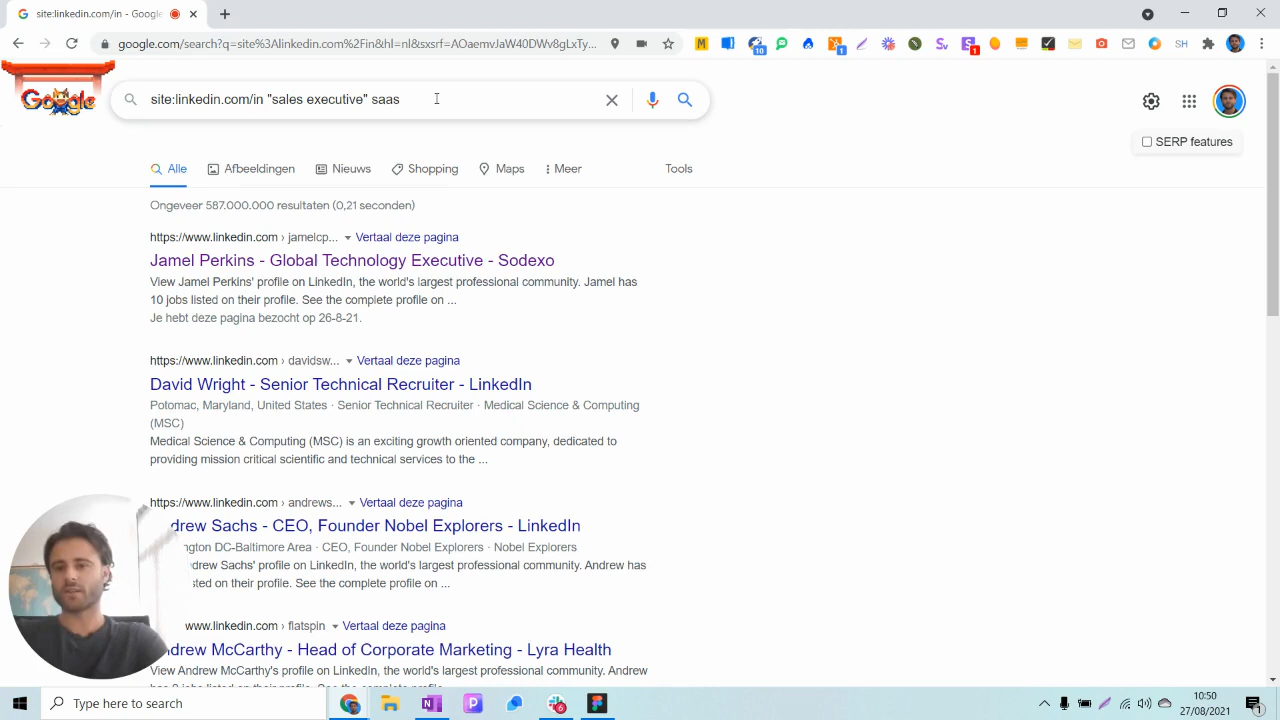 site:linkedin.com/in - Google
google.com/search?q=site%3Alinkedin.com%2Fin&hl=nl&sxsrf=AOaemvJaW40DWv8gLxTy...
10
1
1
SH
Google
site:linkedin.com/in "sales executive" saas
SERP features
Alle
Afbeeldingen
Nieuws
Shopping
Maps
Meer
Tools
Ongeveer 587.000.000 resultaten (0,21 seconden)
https://www.linkedin.com › jamelcp... Vertaal deze pagina
Jamel Perkins - Global Technology Executive - Sodexo
View Jamel Perkins' profile on LinkedIn, the world's largest professional community. Jamel has
10 jobs listed on their profile. See the complete profile on ...
Je hebt deze pagina bezocht op 26-8-21.
https://www.linkedin.com › davidsw... Vertaal deze pagina
David Wright - Senior Technical Recruiter - LinkedIn
Potomac, Maryland, United States · Senior Technical Recruiter · Medical Science & Computing
(MSC)
Medical Science & Computing (MSC) is an exciting growth oriented company, dedicated to
providing mission critical scientific and technical services to the ...
https://www.linkedin.com › andrews... Vertaal deze pagina
drew Sachs - CEO, Founder Nobel Explorers - LinkedIn
ngton DC-Baltimore Area · CEO, Founder Nobel Explorers · Nobel Explorers
drew Sachs' profile on LinkedIn, the world's largest professional community. Andrew has
sted on their profile. See the complete profile on ...
www.linkedin.com › flatspin Vertaal deze pagina
drew McCarthy - Head of Corporate Marketing - Lyra Health
View Andrew McCarthy's profile on LinkedIn, the world's largest professional community. Andrew
Type here to search
6
10:50
27/08/2021
1